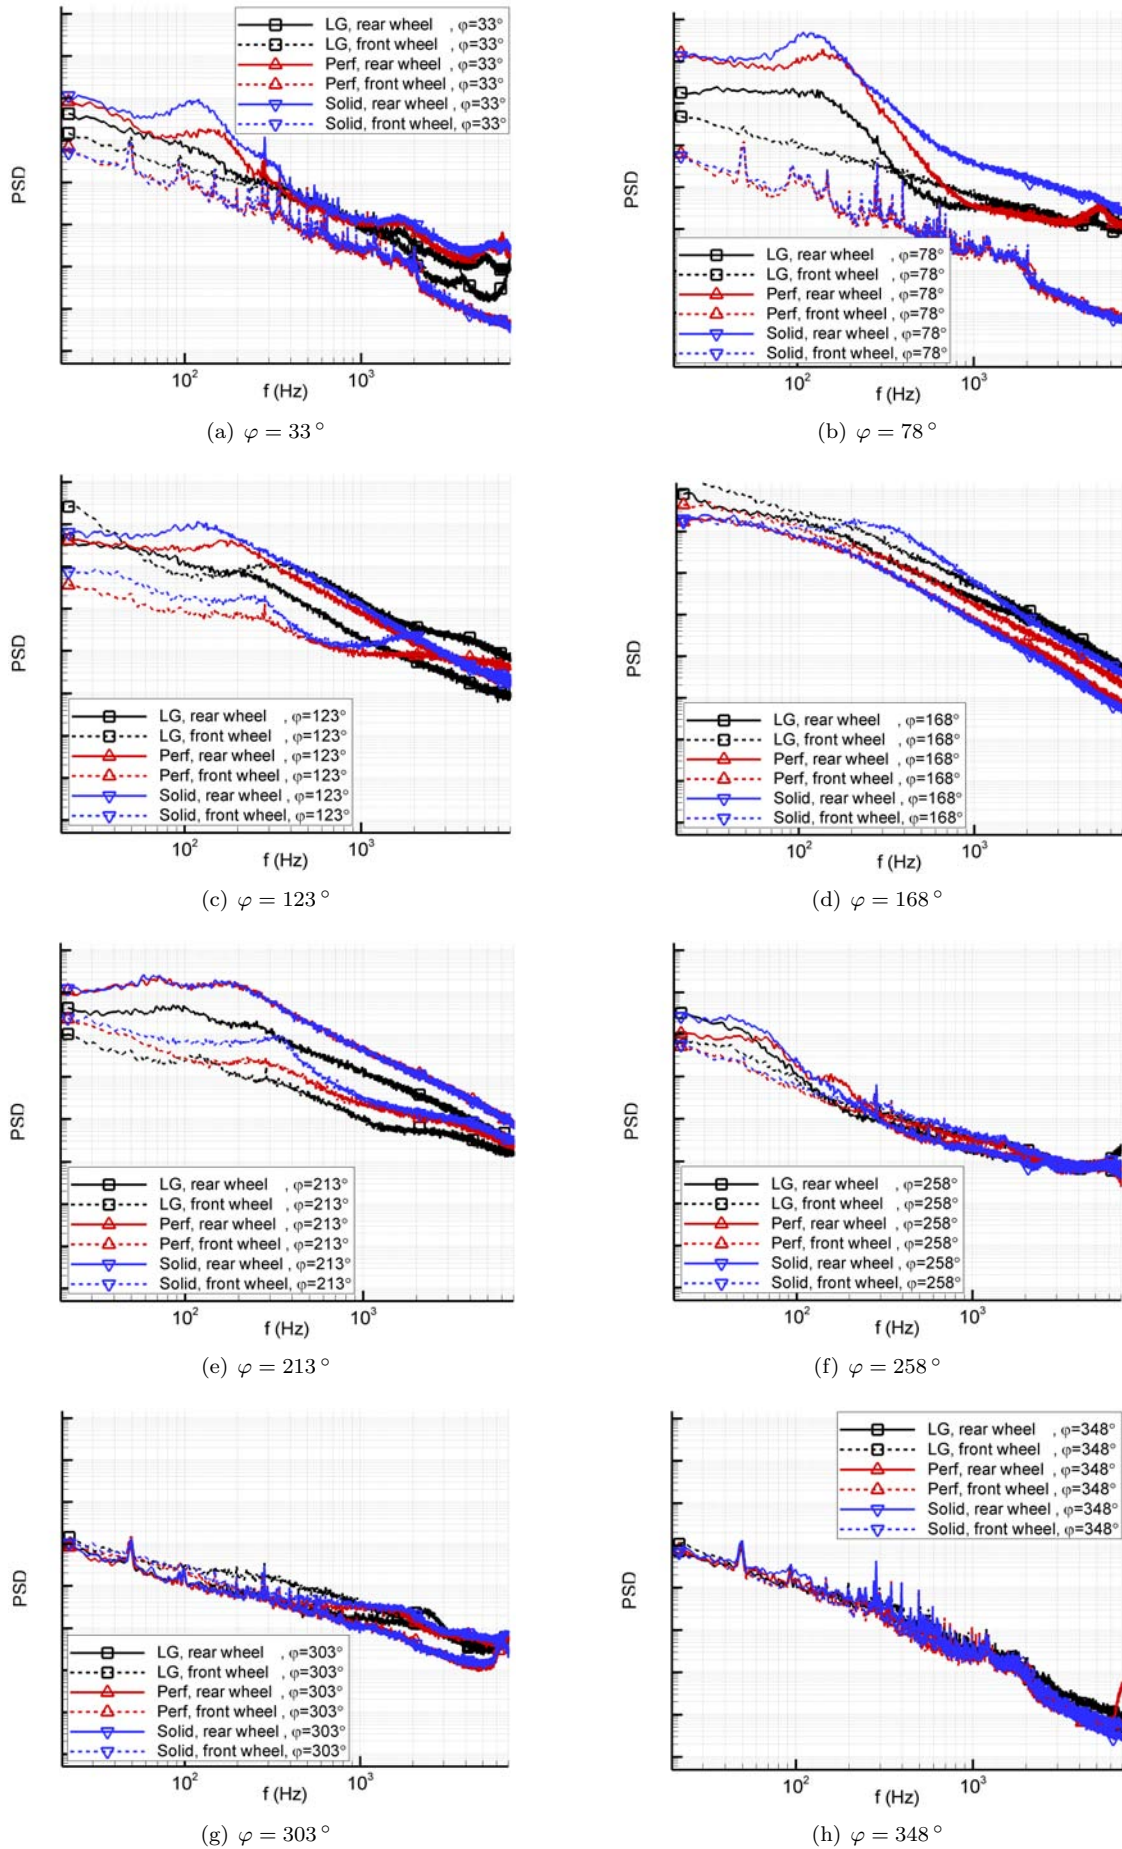 LG, rear wheel , φ=33°
LG, front wheel , φ=33°
Perf, rear wheel , φ=33°
Perf, front wheel , φ=33°
Solid, rear wheel , φ=33°
Solid, front wheel, φ=33°
PSD
10² 10³
f (Hz)
(a) φ = 33°
PSD
LG, rear wheel , φ=78°
LG, front wheel , φ=78°
Perf, rear wheel , φ=78°
Perf, front wheel , φ=78°
Solid, rear wheel , φ=78°
Solid, front wheel, φ=78°
10² 10³
f (Hz)
(b) φ = 78°
PSD
LG, rear wheel , φ=123°
LG, front wheel , φ=123°
Perf, rear wheel , φ=123°
Perf, front wheel , φ=123°
Solid, rear wheel , φ=123°
Solid, front wheel, φ=123°
10² 10³
f (Hz)
(c) φ = 123°
PSD
LG, rear wheel , φ=168°
LG, front wheel , φ=168°
Perf, rear wheel , φ=168°
Perf, front wheel , φ=168°
Solid, rear wheel , φ=168°
Solid, front wheel, φ=168°
10² 10³
f (Hz)
(d) φ = 168°
PSD
LG, rear wheel , φ=213°
LG, front wheel , φ=213°
Perf, rear wheel , φ=213°
Perf, front wheel , φ=213°
Solid, rear wheel , φ=213°
Solid, front wheel, φ=213°
10² 10³
f (Hz)
(e) φ = 213°
PSD
LG, rear wheel , φ=258°
LG, front wheel , φ=258°
Perf, rear wheel , φ=258°
Perf, front wheel , φ=258°
Solid, rear wheel , φ=258°
Solid, front wheel, φ=258°
10² 10³
f (Hz)
(f) φ = 258°
PSD
LG, rear wheel , φ=303°
LG, front wheel , φ=303°
Perf, rear wheel , φ=303°
Perf, front wheel , φ=303°
Solid, rear wheel , φ=303°
Solid, front wheel, φ=303°
10² 10³
f (Hz)
(g) φ = 303°
LG, rear wheel , φ=348°
LG, front wheel , φ=348°
Perf, rear wheel , φ=348°
Perf, front wheel , φ=348°
Solid, rear wheel , φ=348°
Solid, front wheel, φ=348°
PSD
10² 10³
f (Hz)
(h) φ = 348°